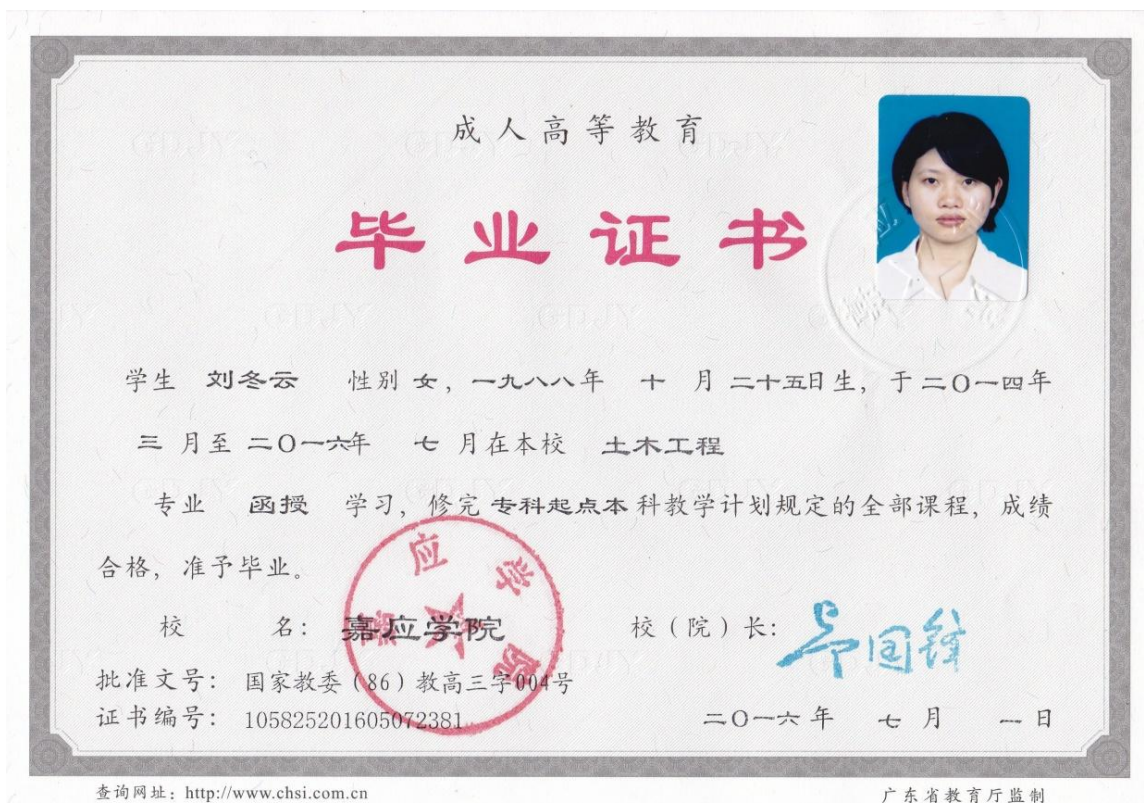 成人高等教育
毕业证书
学生 刘冬云 性别 女，一九八八年 十 月 二十五日生，于 二〇一四年
三 月至 二〇一六年 七 月在本校 土木工程
专业 函授 学习，修完 专科起点本 科教学计划规定的全部课程，成绩
合格，准予毕业。
校 名：嘉应学院
校（院）长：
批准文号：国家教委（86）教高三字004号
证书编号：105825201605072381
二〇一六 年 七 月 一 日
嘉应学院
查询网址：http://www.chsi.com.cn
广东省教育厅监制
GDJY